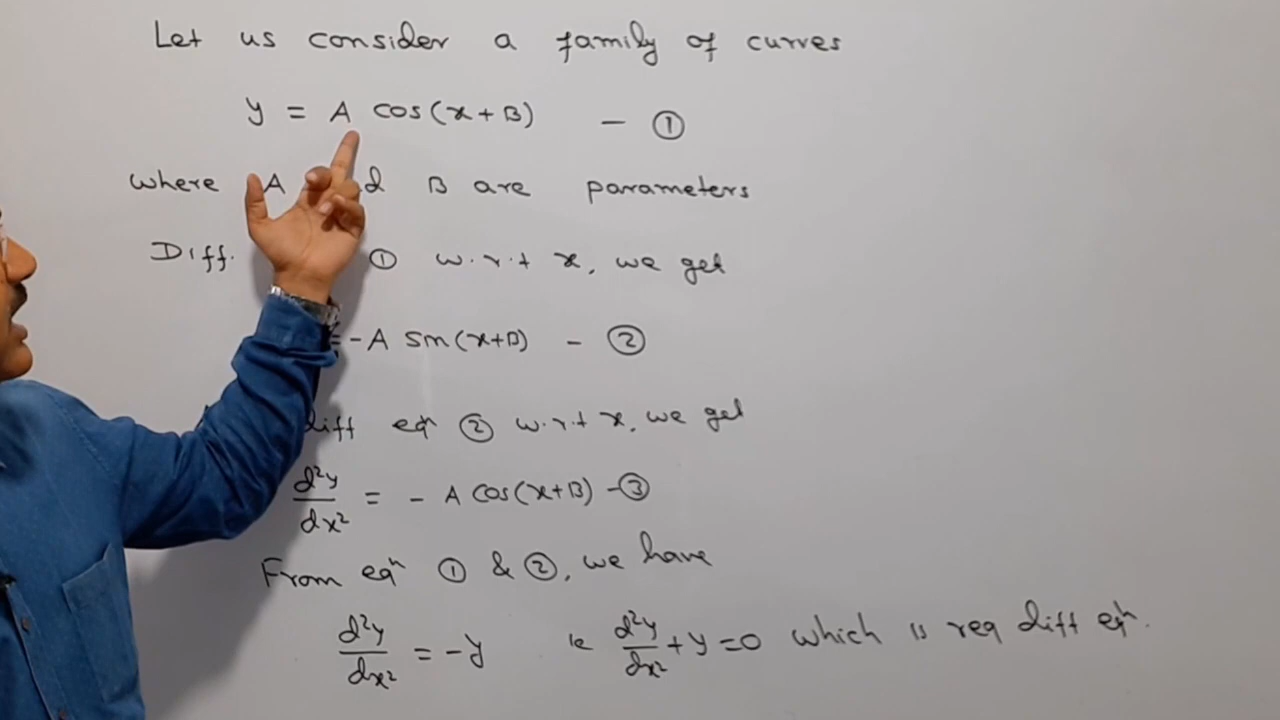 Let us consider a family of curves
y = A cos(x+B) - ①
where A d B are parameters
Diff. ① w.r.t x, we get
= -A sin(x+B) - ②
diff eqn ② w.r.t x, we get
d²y/dx² = - A cos(x+B) - ③
From eqn ① & ②, we have
d²y/dx² = -y ie d²y/dx² + y = 0 which is req diff eqn.